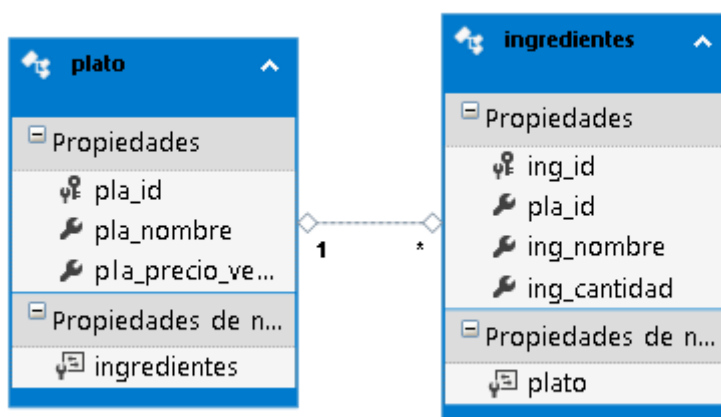 plato
Propiedades
pla_id
pla_nombre
pla_precio_ve...
Propiedades de n...
ingredientes
1
*
ingredientes
Propiedades
ing_id
pla_id
ing_nombre
ing_cantidad
Propiedades de n...
plato